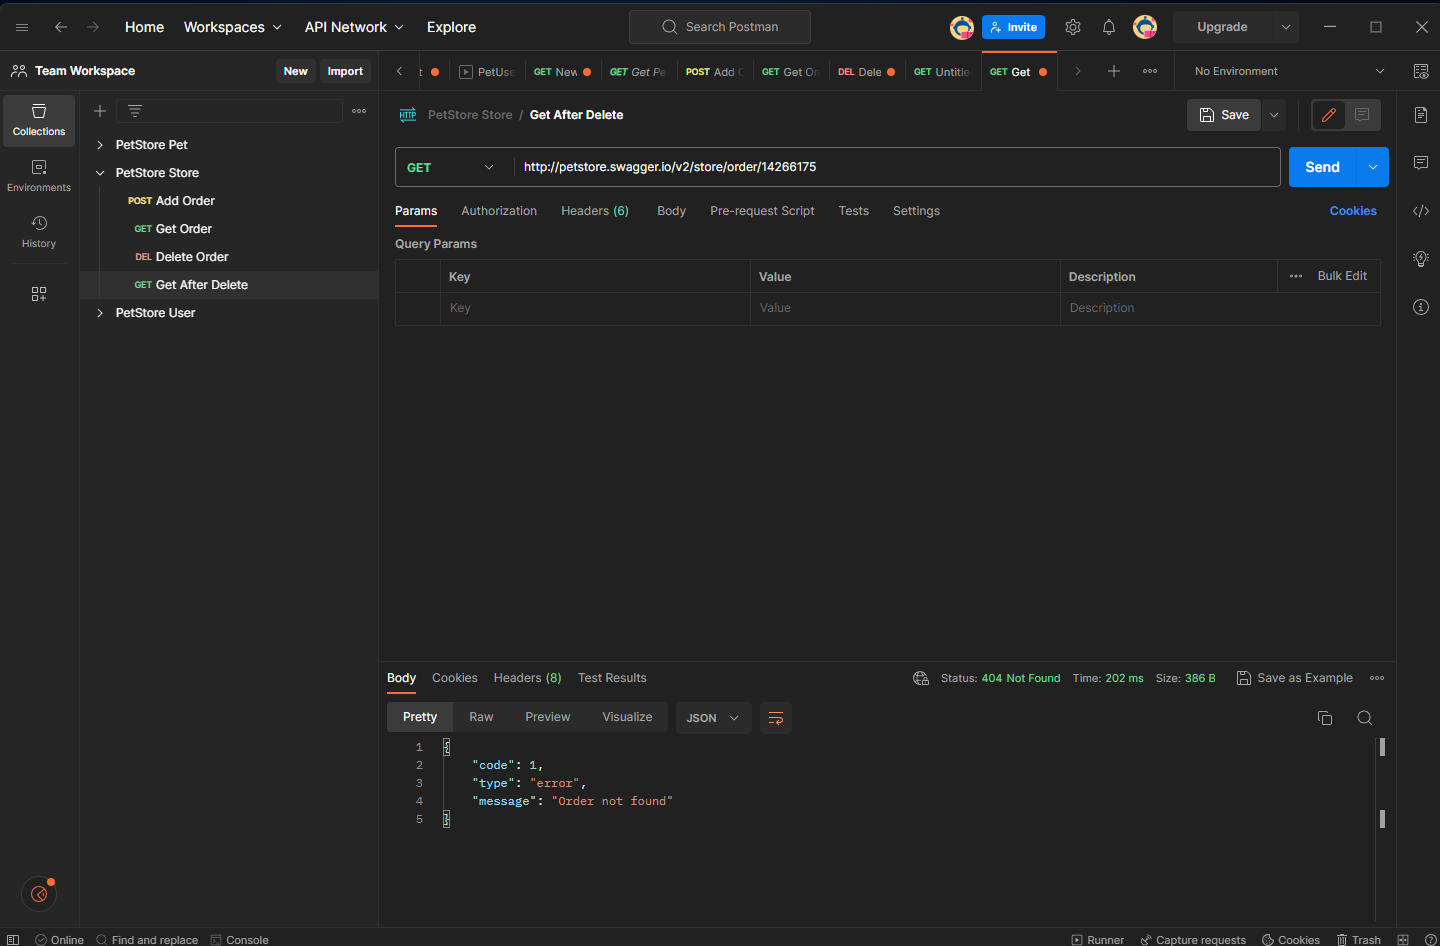 Home Workspaces API Network Explore Search Postman Invite Upgrade
Team Workspace New Import PetUse GET New GET Get Pe POST Add GET Get Or DEL Dele GET Untitle GET Get No Environment
Collections
Environments
History
PetStore Pet
PetStore Store
POST Add Order
GET Get Order
DEL Delete Order
GET Get After Delete
PetStore User
HTTP PetStore Store / Get After Delete Save
GET http://petstore.swagger.io/v2/store/order/14266175 Send
Params Authorization Headers (6) Body Pre-request Script Tests Settings Cookies
Query Params
Key Value Description Bulk Edit
Key Value Description
Body Cookies Headers (8) Test Results Status: 404 Not Found Time: 202 ms Size: 386 B Save as Example
Pretty Raw Preview Visualize JSON
1 {
2 "code": 1,
3 "type": "error",
4 "message": "Order not found"
5 }
Online Find and replace Console Runner Capture requests Cookies Trash